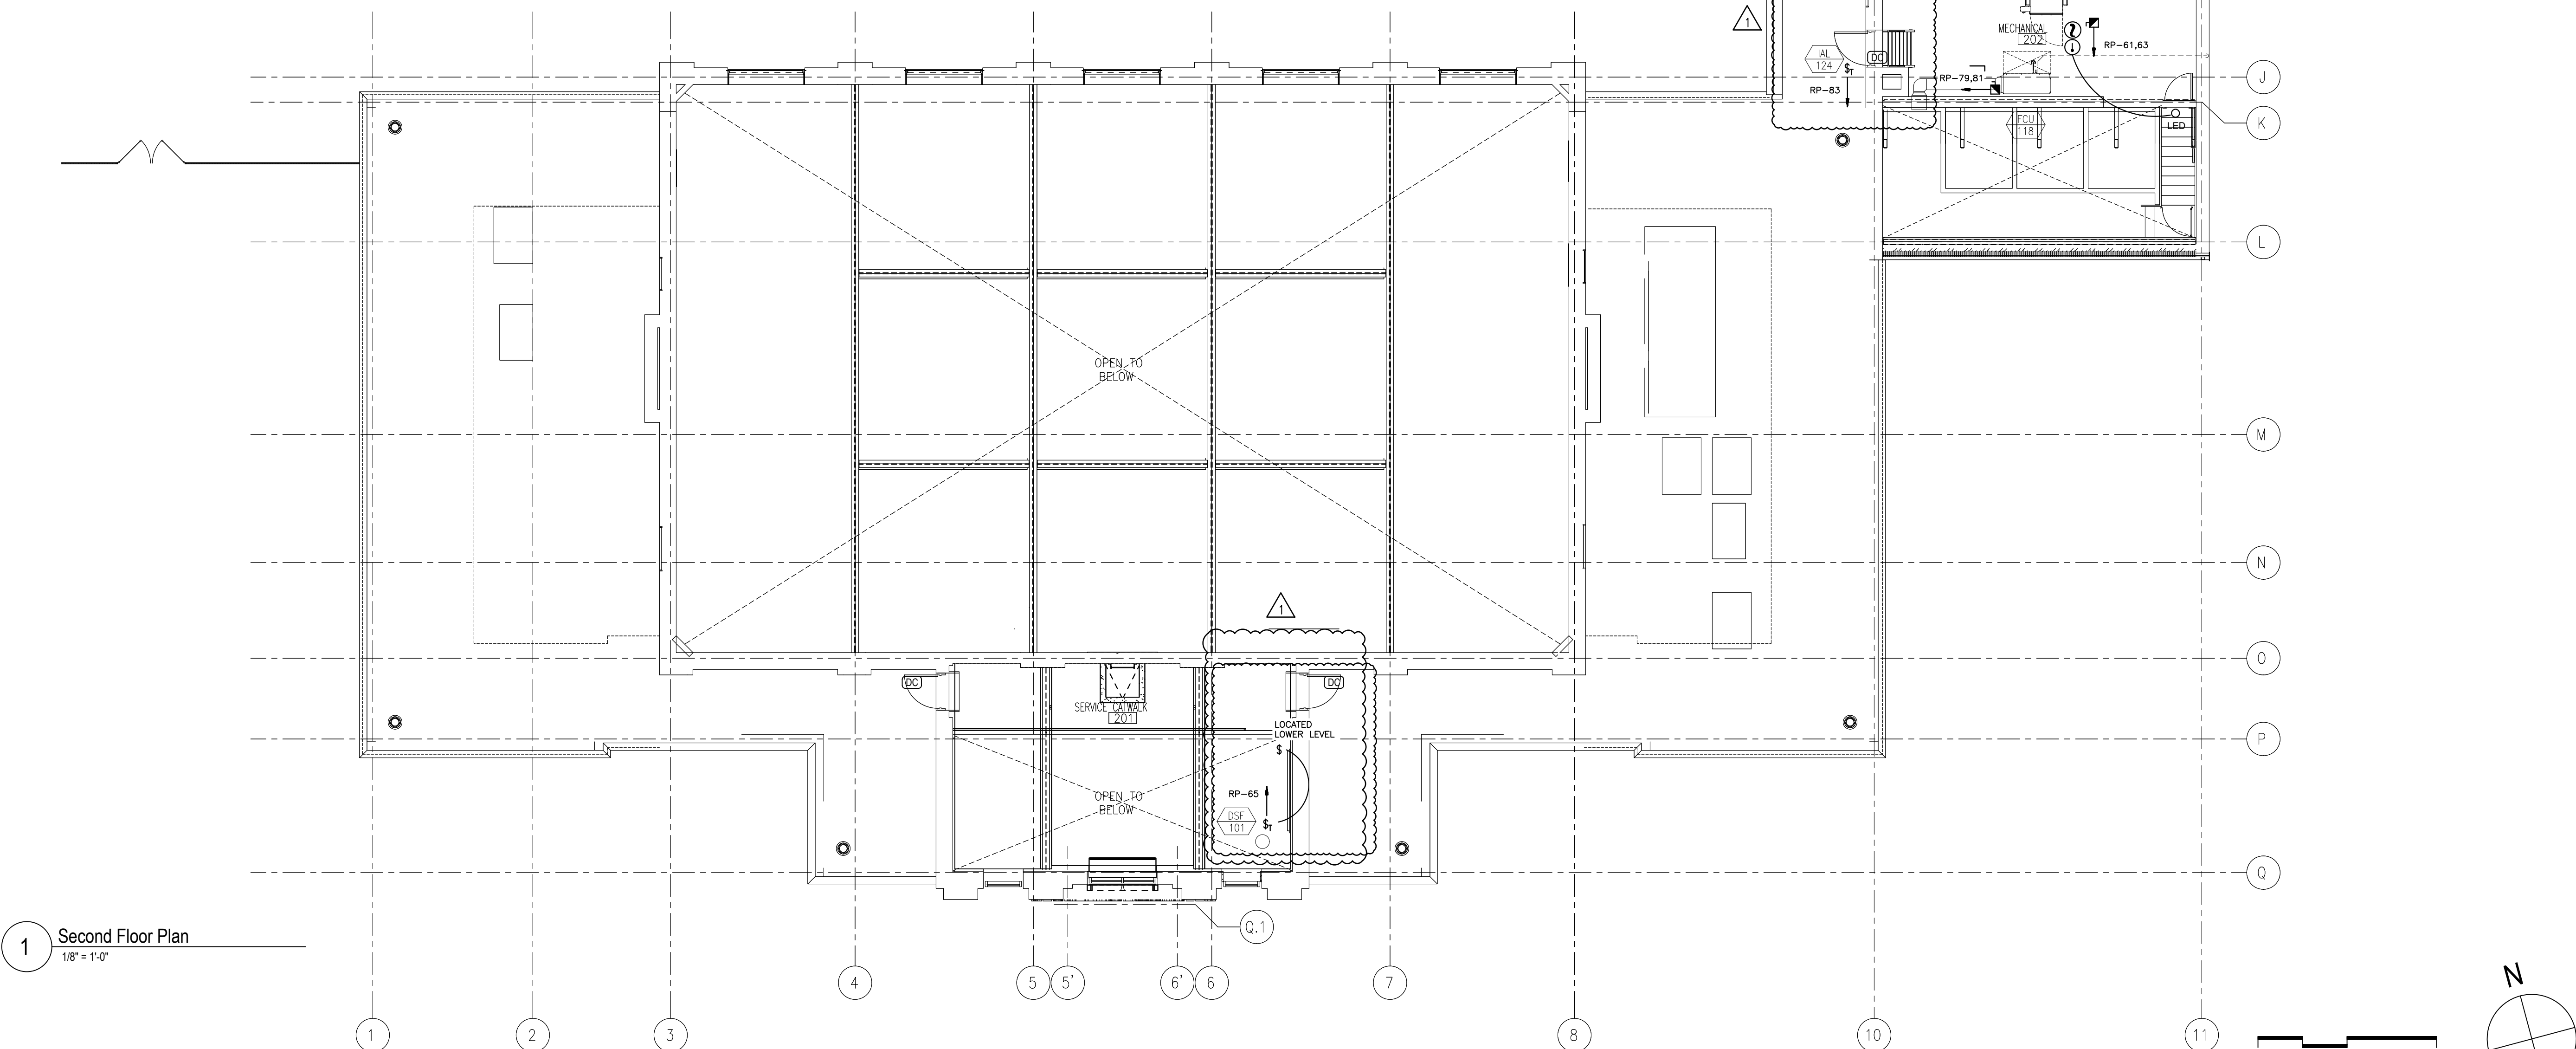 1
MECHANICAL
202
RP-61,63
IAL
124
$T
DC
RP-79,81
RP-83
J
K
FCU
118
LED
L
OPEN TO
BELOW
M
N
1
O
DC
DC
SERVICE CATWALK
201
LOCATED
LOWER LEVEL
P
$
RP-65
OPEN TO
BELOW
DSF
101
$T
Q
Q.1
1
Second Floor Plan
1/8" = 1'-0"
4
5
5'
6'
6
7
N
1
2
3
8
10
11